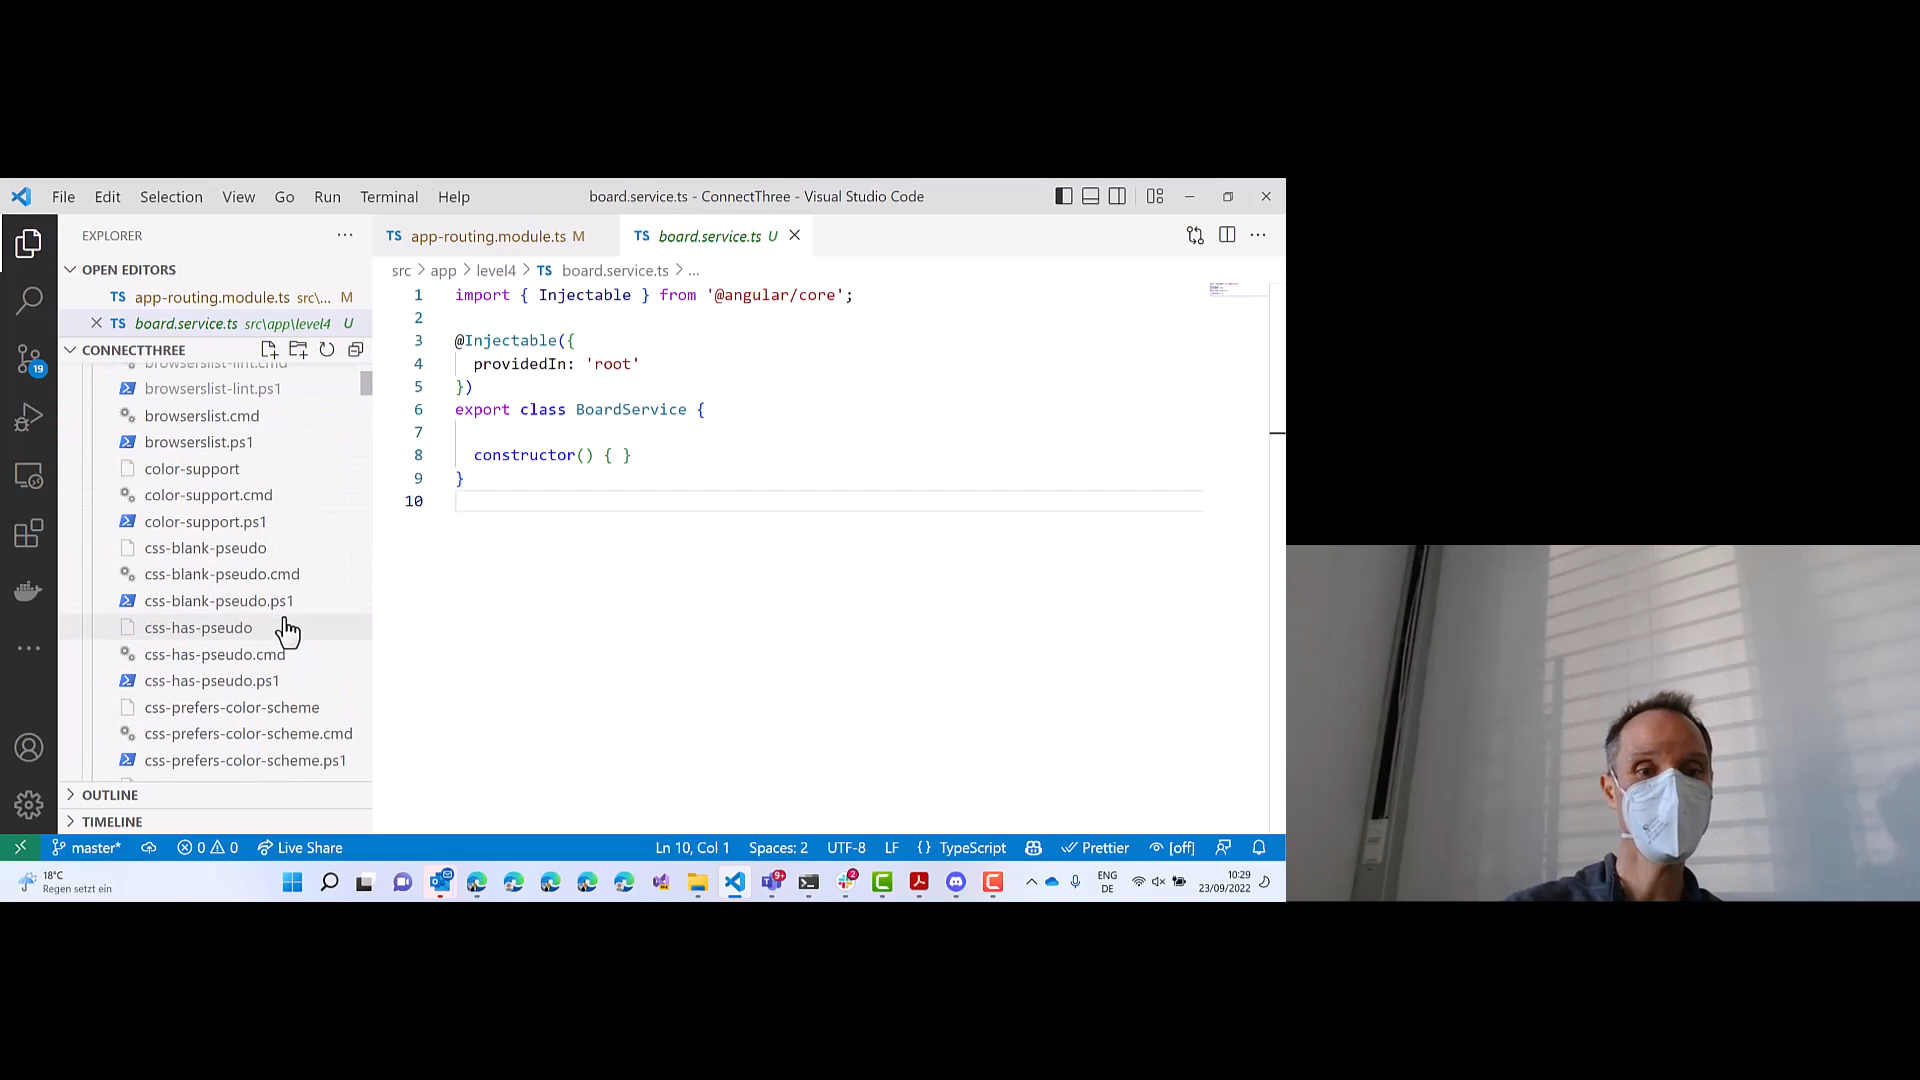 File Edit Selection View Go Run Terminal Help
board.service.ts - ConnectThree - Visual Studio Code
EXPLORER
OPEN EDITORS
TS app-routing.module.ts src\... M
TS board.service.ts src\app\level4 U
CONNECTTHREE
browserslist-lint.cmd
browserslist-lint.ps1
browserslist.cmd
browserslist.ps1
color-support
color-support.cmd
color-support.ps1
css-blank-pseudo
css-blank-pseudo.cmd
css-blank-pseudo.ps1
css-has-pseudo
css-has-pseudo.cmd
css-has-pseudo.ps1
css-prefers-color-scheme
css-prefers-color-scheme.cmd
css-prefers-color-scheme.ps1
OUTLINE
TIMELINE
19
TS app-routing.module.ts M
TS board.service.ts U
src > app > level4 > TS board.service.ts > ...
1 import { Injectable } from '@angular/core';
2
3 @Injectable({
4 providedIn: 'root'
5 })
6 export class BoardService {
7
8 constructor() { }
9 }
10
master* 0 0 Live Share
Ln 10, Col 1 Spaces: 2 UTF-8 LF {} TypeScript Prettier [off]
18°C
Regen setzt ein
9+
2
ENG
DE
10:29
23/09/2022